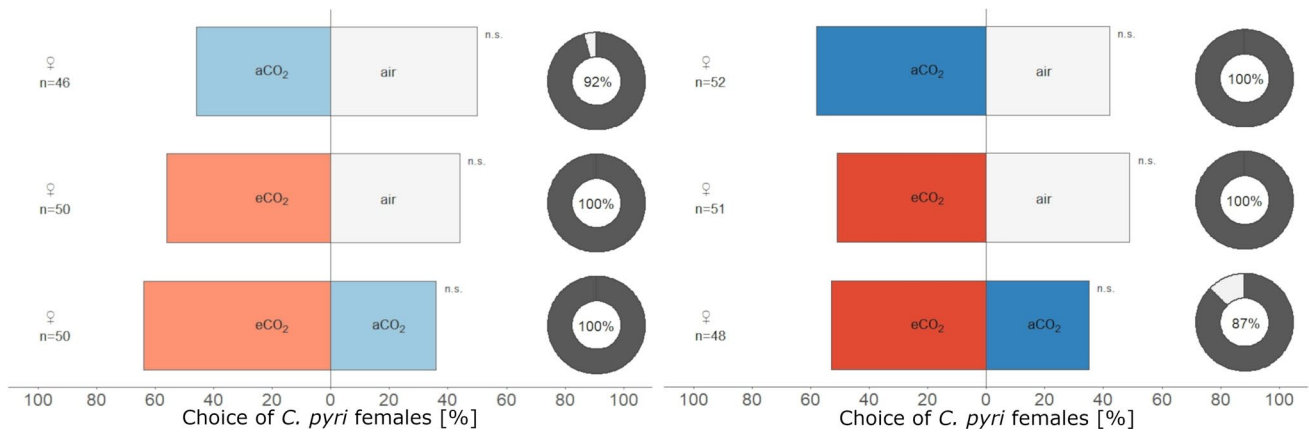 ♀ n.s.
n=46 aCO₂ air 92%
♀ n.s.
n=50 eCO₂ air 100%
♀ n.s.
n=50 eCO₂ aCO₂ 100%
100 80 60 40 20 0 20 40 60 80 100
Choice of C. pyri females [%]
♀ n.s.
n=52 aCO₂ air 100%
♀ n.s.
n=51 eCO₂ air 100%
♀ n.s.
n=48 eCO₂ aCO₂ 87%
100 80 60 40 20 0 20 40 60 80 100
Choice of C. pyri females [%]